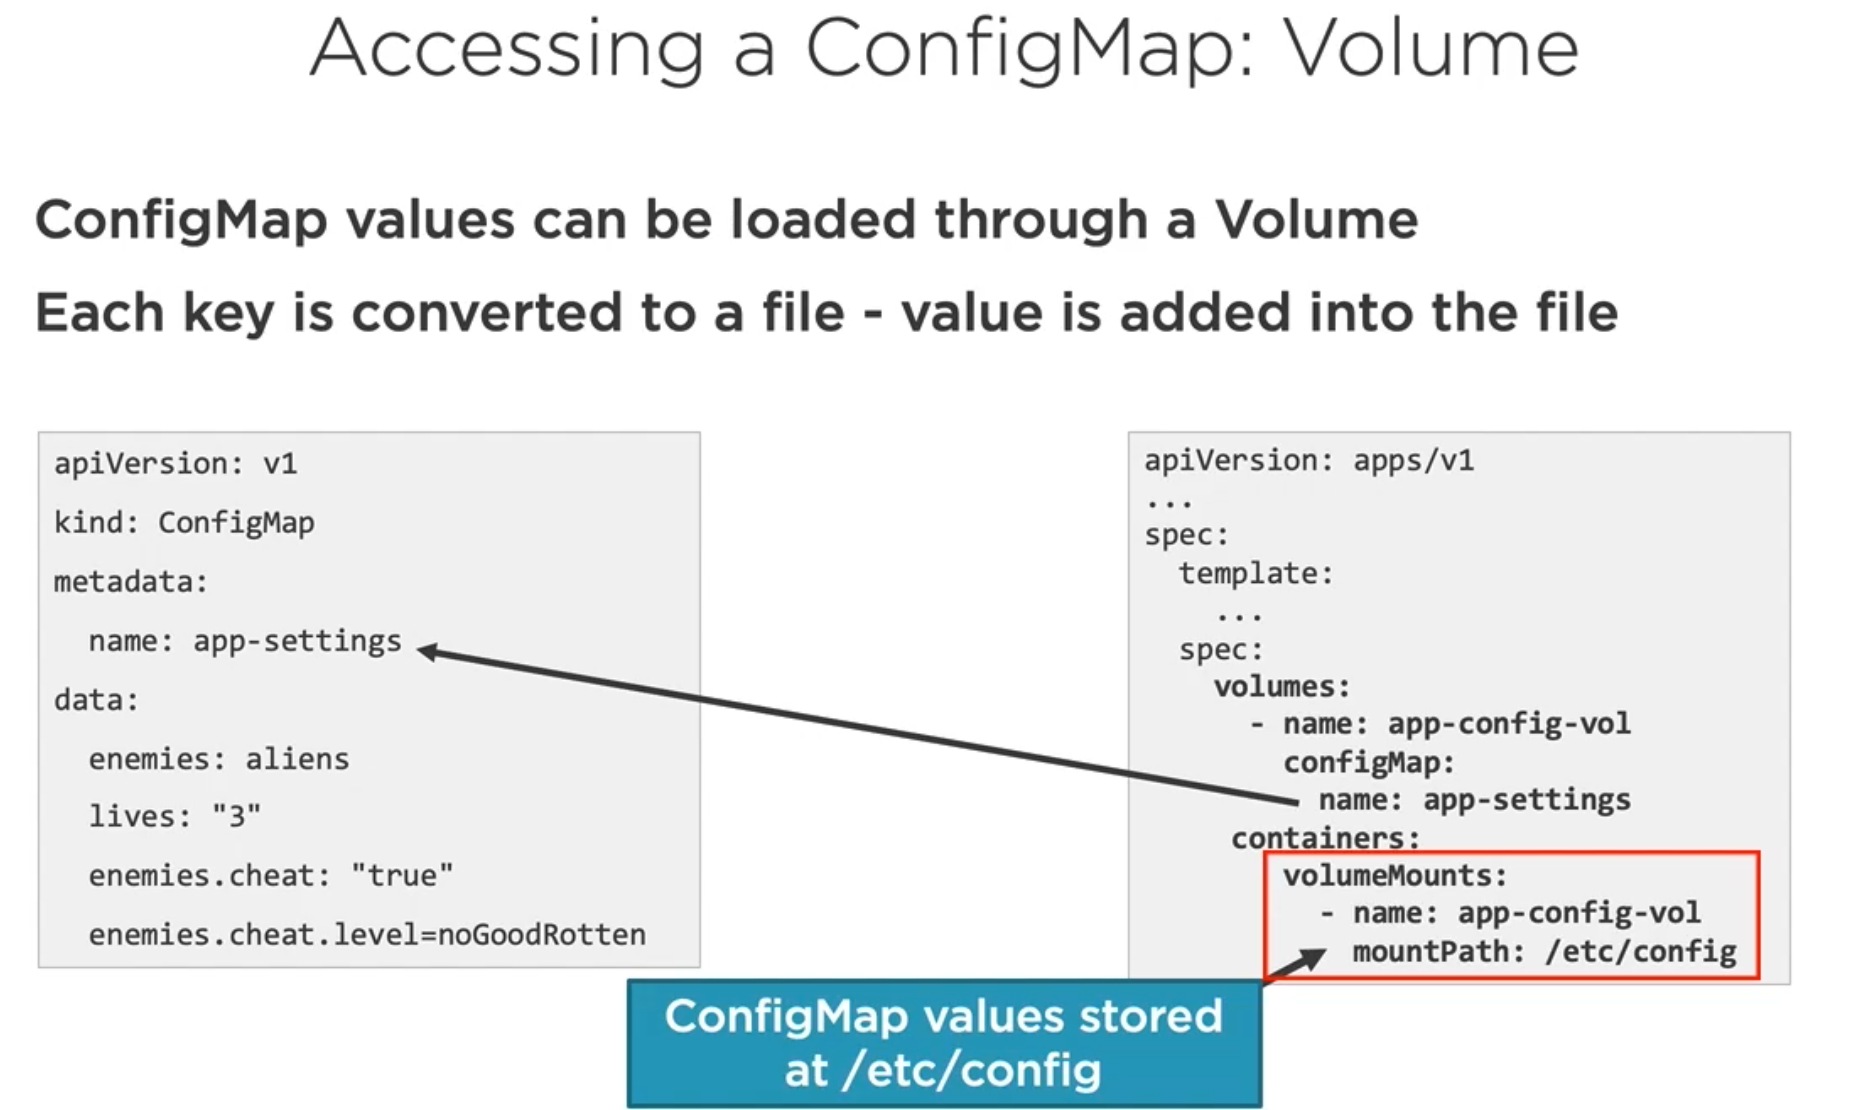 Accessing a ConfigMap: Volume
ConfigMap values can be loaded through a Volume
Each key is converted to a file - value is added into the file
apiVersion: v1
kind: ConfigMap
metadata:
  name: app-settings
data:
  enemies: aliens
  lives: "3"
  enemies.cheat: "true"
  enemies.cheat.level=noGoodRotten
apiVersion: apps/v1
...
spec:
  template:
    ...
  spec:
    volumes:
      - name: app-config-vol
        configMap:
          name: app-settings
     containers:
        volumeMounts:
          - name: app-config-vol
            mountPath: /etc/config
ConfigMap values stored
at /etc/config